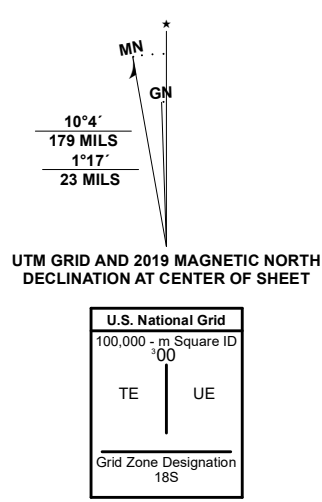 ★
MN
GN
10°4´
179 MILS
1°17´
23 MILS
UTM GRID AND 2019 MAGNETIC NORTH
DECLINATION AT CENTER OF SHEET
U.S. National Grid
100,000 - m Square ID
³00
TE UE
Grid Zone Designation
18S